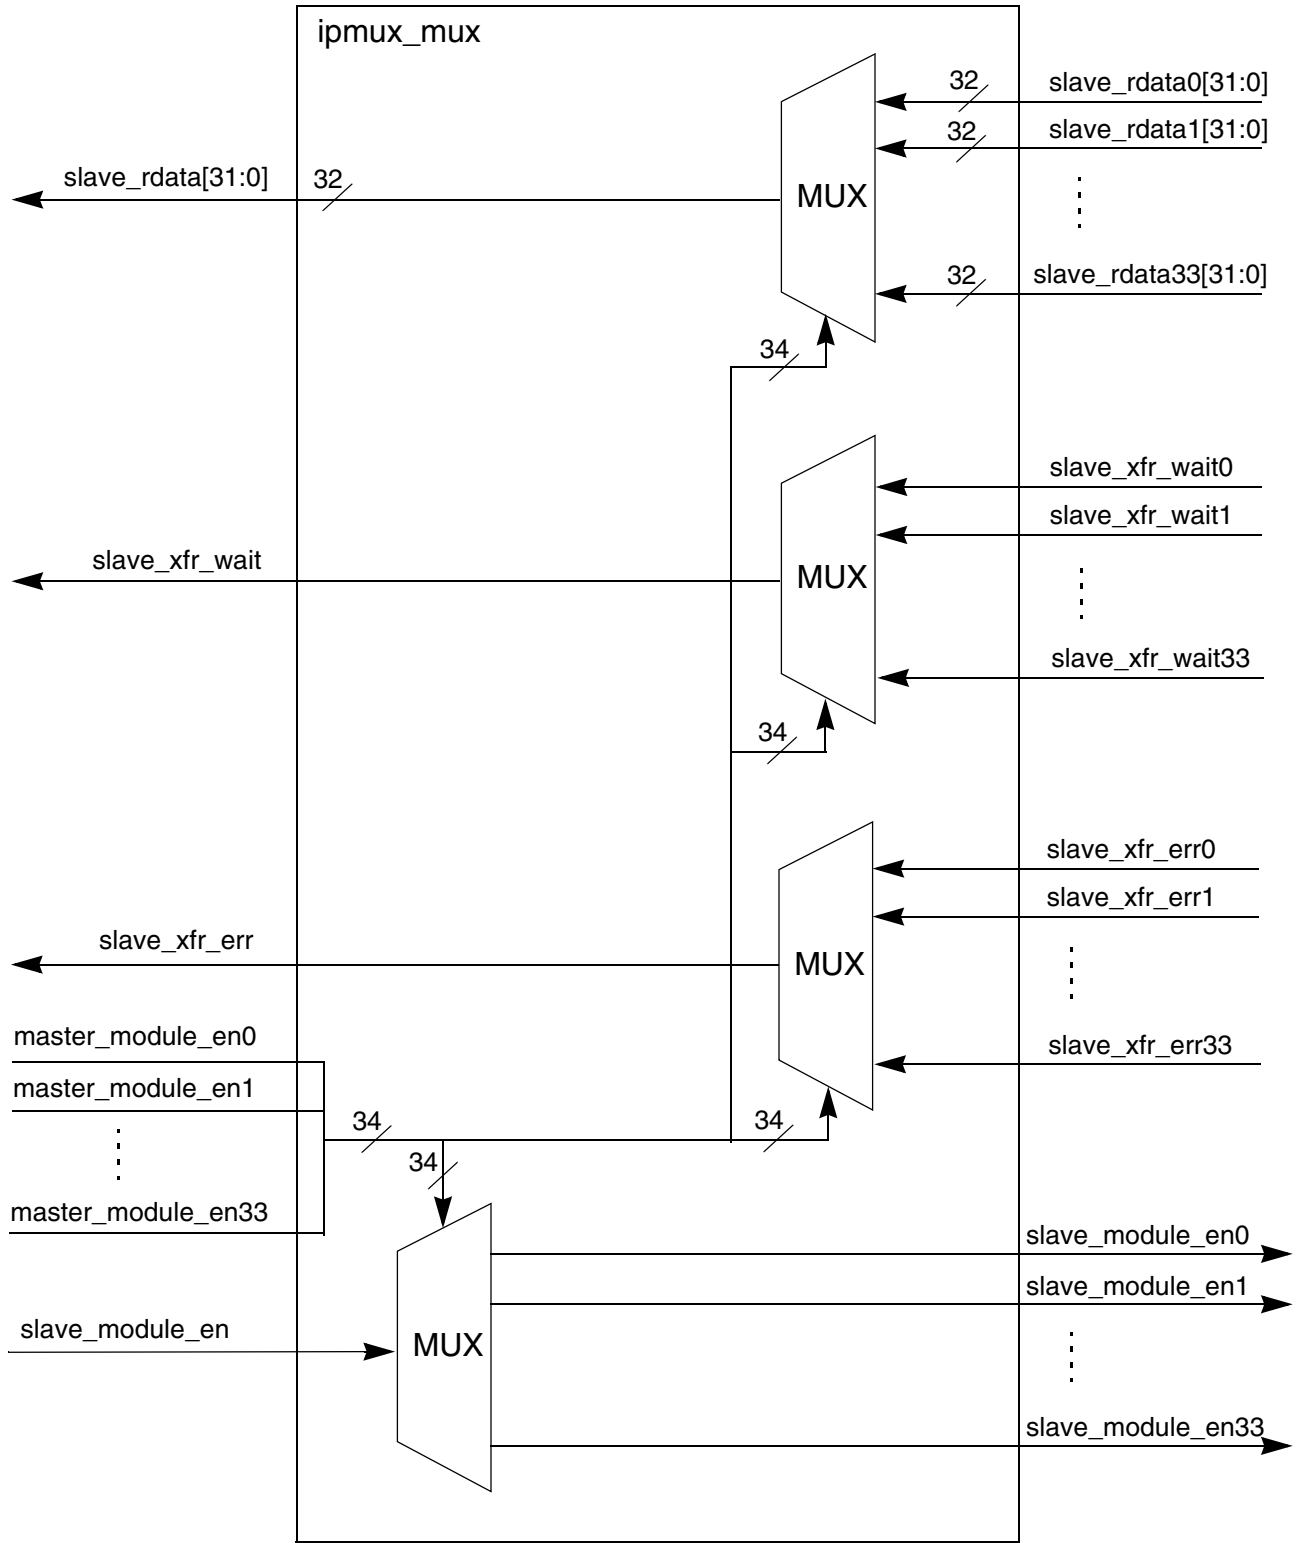 ipmux_mux
32
slave_rdata0[31:0]
32
slave_rdata1[31:0]
slave_rdata[31:0]
32
MUX
32
slave_rdata33[31:0]
34
slave_xfr_wait0
slave_xfr_wait1
slave_xfr_wait
MUX
slave_xfr_wait33
34
slave_xfr_err0
slave_xfr_err1
slave_xfr_err
MUX
master_module_en0
slave_xfr_err33
master_module_en1
34
34
34
master_module_en33
slave_module_en0
slave_module_en1
slave_module_en
MUX
slave_module_en33